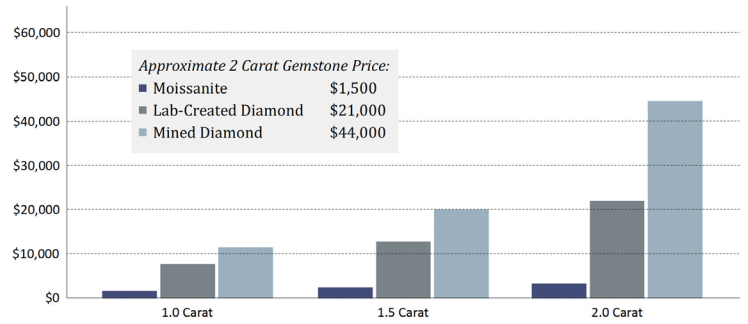 $60,000
Approximate 2 Carat Gemstone Price:
$50,000
Moissanite $1,500
Lab-Created Diamond $21,000
$40,000
Mined Diamond $44,000
$30,000
$20,000
$10,000
$0
1.0 Carat 1.5 Carat 2.0 Carat